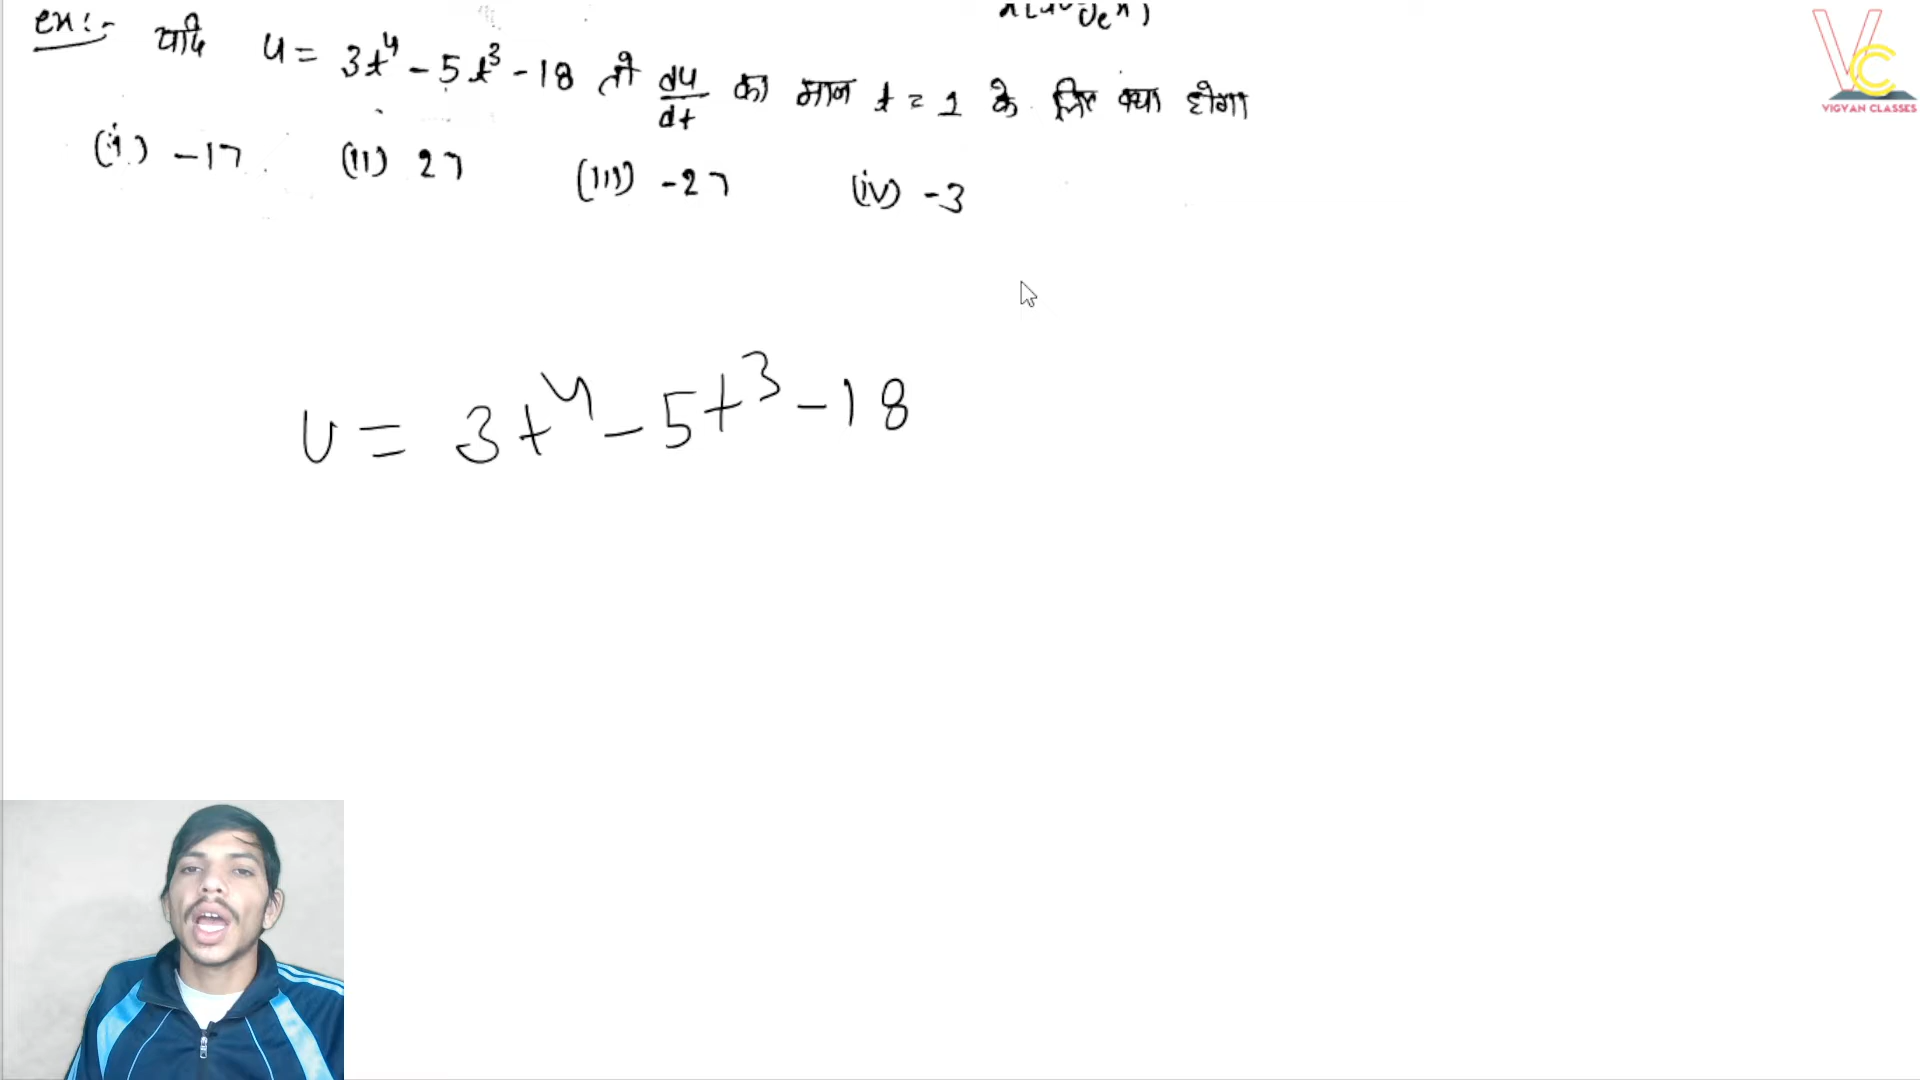 ex:- यदि u = 3t⁴ - 5t³ - 18 तो du/dt का मान t = 1 के लिए क्या होगा
(i) -17 (ii) 27 (iii) -27 (iv) -3
u = 3t⁴ - 5t³ - 18
VC
VIGYAN CLASSES